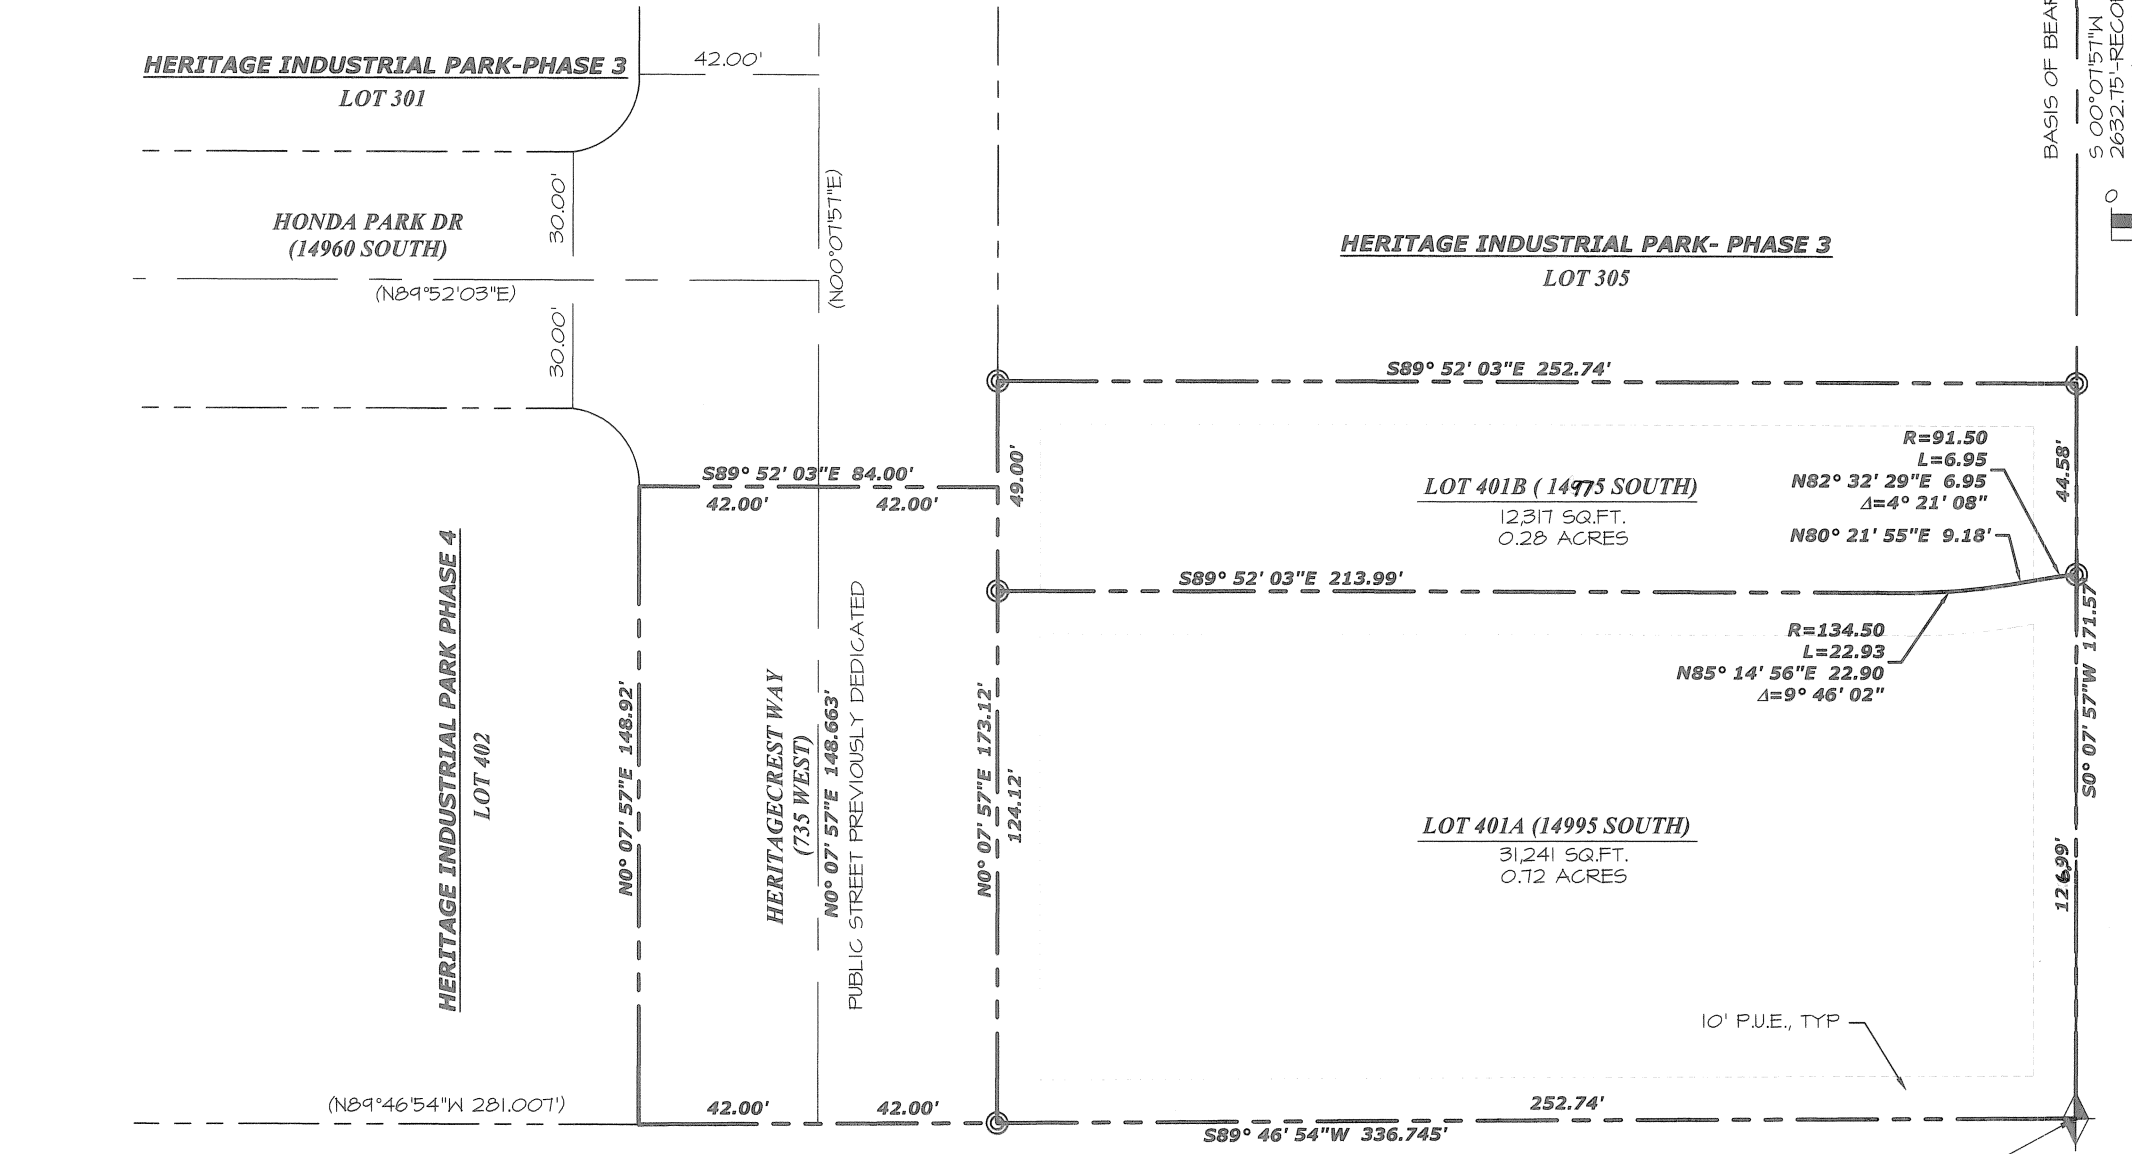 HERITAGE INDUSTRIAL PARK-PHASE 3
LOT 301
42.00'
BASIS OF BEAR
S 00°07'57"W
2632.75'-RECOR
HONDA PARK DR
(14960 SOUTH)
30.00'
(N89°52'03"E)
30.00'
(N00°07'57"E)
HERITAGE INDUSTRIAL PARK- PHASE 3
LOT 305
S89° 52' 03"E 252.74'
S89° 52' 03"E 84.00'
42.00'
42.00'
49.00'
LOT 401B ( 14975 SOUTH)
12,317 SQ.FT.
0.28 ACRES
R=91.50
L=6.95
N82° 32' 29"E 6.95
Δ=4° 21' 08"
N80° 21' 55"E 9.18'
44.58'
S89° 52' 03"E 213.99'
R=134.50
L=22.93
N85° 14' 56"E 22.90
Δ=9° 46' 02"
S0° 07' 57"W 171.57'
HERITAGE INDUSTRIAL PARK PHASE 4
LOT 402
N0° 07' 57"E 148.92'
HERITAGECREST WAY
(735 WEST)
N0° 07' 57"E 148.663'
PUBLIC STREET PREVIOUSLY DEDICATED
N0° 07' 57"E 173.12'
124.12'
LOT 401A (14995 SOUTH)
31,241 SQ.FT.
0.72 ACRES
126.99'
10' P.U.E., TYP
(N89°46'54"W 281.007')
42.00'
42.00'
252.74'
S89° 46' 54"W 336.745'